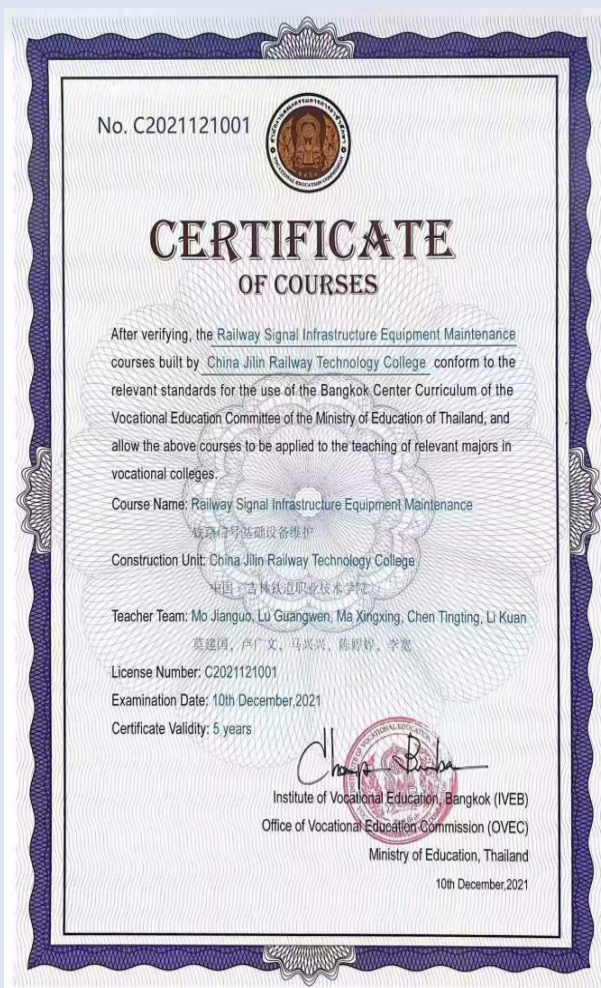 No. C2021121001
VOCATIONAL EDUCATION COMMISSION
CERTIFICATE
OF COURSES
After verifying, the Railway Signal Infrastructure Equipment Maintenance
courses built by China Jilin Railway Technology College conform to the
relevant standards for the use of the Bangkok Center Curriculum of the
Vocational Education Committee of the Ministry of Education of Thailand, and
allow the above courses to be applied to the teaching of relevant majors in
vocational colleges.
Course Name: Railway Signal Infrastructure Equipment Maintenance
铁路信号基础设备维护
Construction Unit: China Jilin Railway Technology College
中国·吉林铁道职业技术学院
Teacher Team: Mo Jianguo, Lu Guangwen, Ma Xingxing, Chen Tingting, Li Kuan
莫建国, 卢广文, 马兴兴, 陈婷婷, 李宽
License Number: C2021121001
Examination Date: 10th December,2021
Certificate Validity: 5 years
Institute of Vocational Education, Bangkok (IVEB)
Office of Vocational Education Commission (OVEC)
Ministry of Education, Thailand
10th December,2021